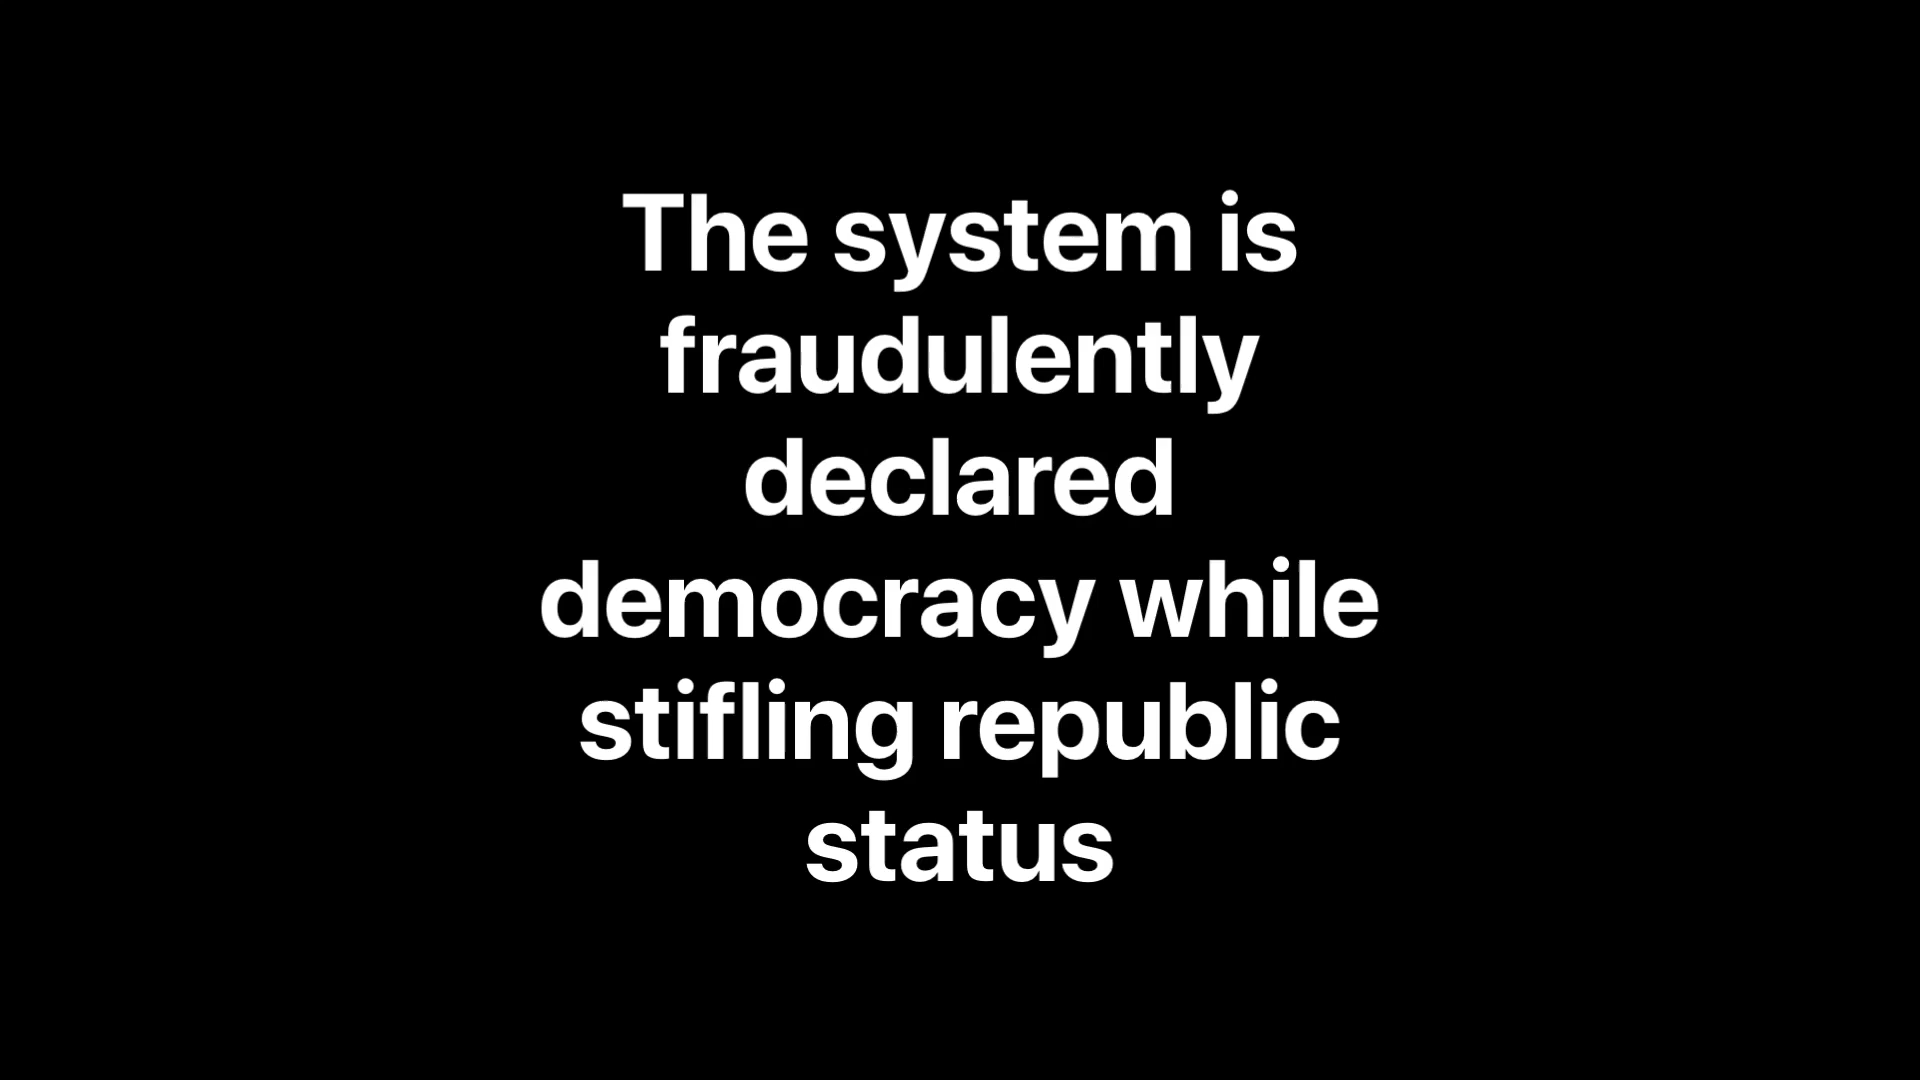 The system is
fraudulently
declared
democracy while
stifling republic
status